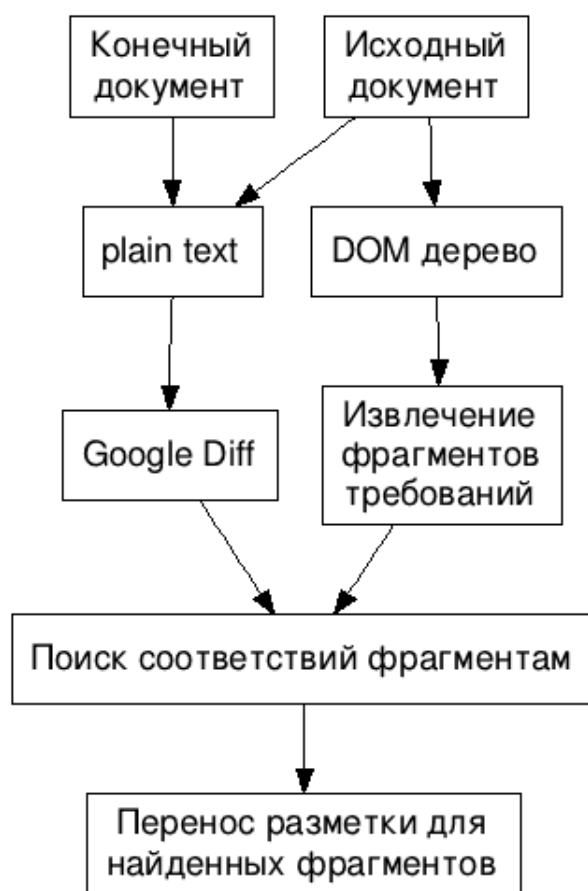 Конечный
документ
Исходный
документ
plain text
DOM дерево
Google Diff
Извлечение
фрагментов
требований
Поиск соответствий фрагментам
Перенос разметки для
найденных фрагментов